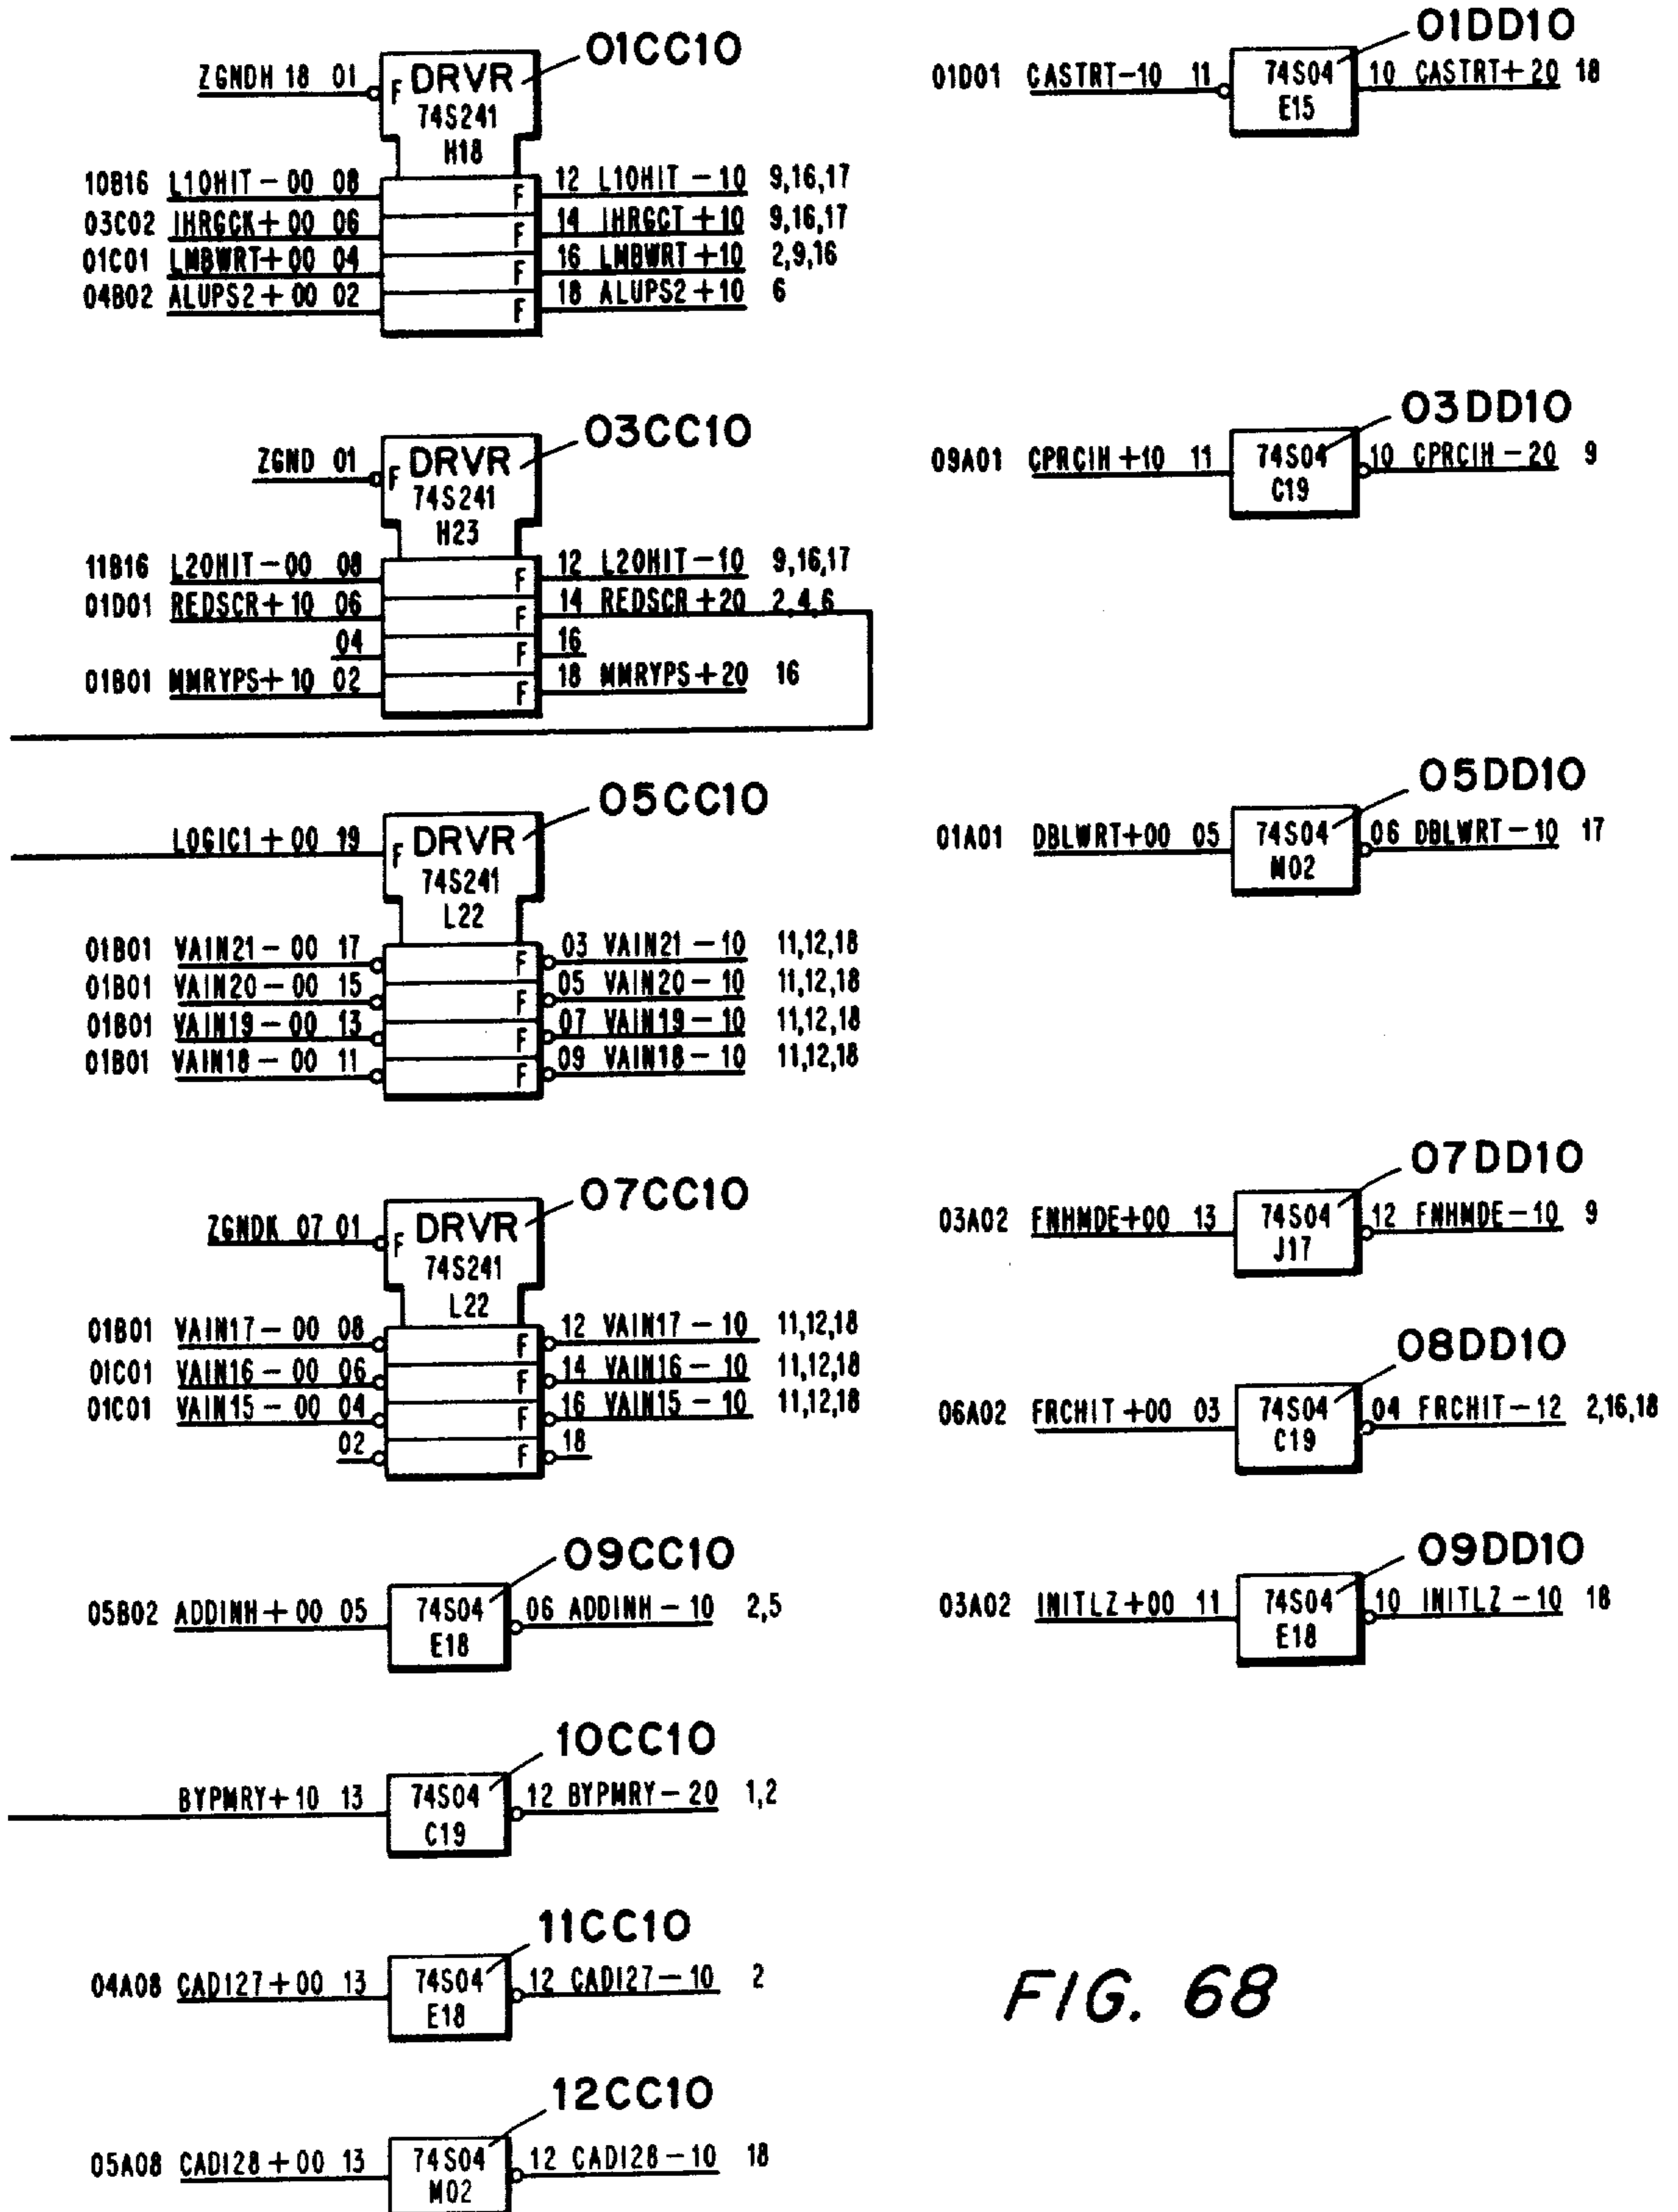 01CC10
ZGNDH 18 01 F DRVR
74S241
H18
10B16 L10HIT-00 08 F 12 L10HIT-10 9,16,17
03C02 IHRGCK+00 06 F 14 IHRGCT+10 9,16,17
01C01 LMBWRT+00 04 F 16 LMBWRT+10 2,9,16
04B02 ALUPS2+00 02 F 18 ALUPS2+10 6
03CC10
ZGND 01 F DRVR
74S241
H23
11B16 L20HIT-00 08 F 12 L20HIT-10 9,16,17
01D01 REDSCR+10 06 F 14 REDSCR+20 2,4,6
04 F 16
01B01 MMRYPS+10 02 F 18 MMRYPS+20 16
05CC10
LOGIC1+00 19 F DRVR
74S241
L22
01B01 VAIN21-00 17 F 03 VAIN21-10 11,12,18
01B01 VAIN20-00 15 F 05 VAIN20-10 11,12,18
01B01 VAIN19-00 13 F 07 VAIN19-10 11,12,18
01B01 VAIN18-00 11 F 09 VAIN18-10 11,12,18
07CC10
ZGNDK 07 01 F DRVR
74S241
L22
01B01 VAIN17-00 08 F 12 VAIN17-10 11,12,18
01C01 VAIN16-00 06 F 14 VAIN16-10 11,12,18
01C01 VAIN15-00 04 F 16 VAIN15-10 11,12,18
02 F 18
09CC10
05B02 ADDINH+00 05 74S04 06 ADDINH-10 2,5
E18
10CC10
BYPMRY+10 13 74S04 12 BYPMRY-20 1,2
C19
11CC10
04A08 CADI27+00 13 74S04 12 CADI27-10 2
E18
12CC10
05A08 CADI28+00 13 74S04 12 CADI28-10 18
M02
01DD10
01D01 CASTRT-10 11 74S04 10 CASTRT+20 18
E15
03DD10
09A01 CPRCIH+10 11 74S04 10 CPRCIH-20 9
C19
05DD10
01A01 DBLWRT+00 05 74S04 06 DBLWRT-10 17
M02
07DD10
03A02 FNHMDE+00 13 74S04 12 FNHMDE-10 9
J17
08DD10
06A02 FRCHIT+00 03 74S04 04 FRCHIT-12 2,16,18
C19
09DD10
03A02 INITLZ+00 11 74S04 10 INITLZ-10 18
E18
FIG. 68